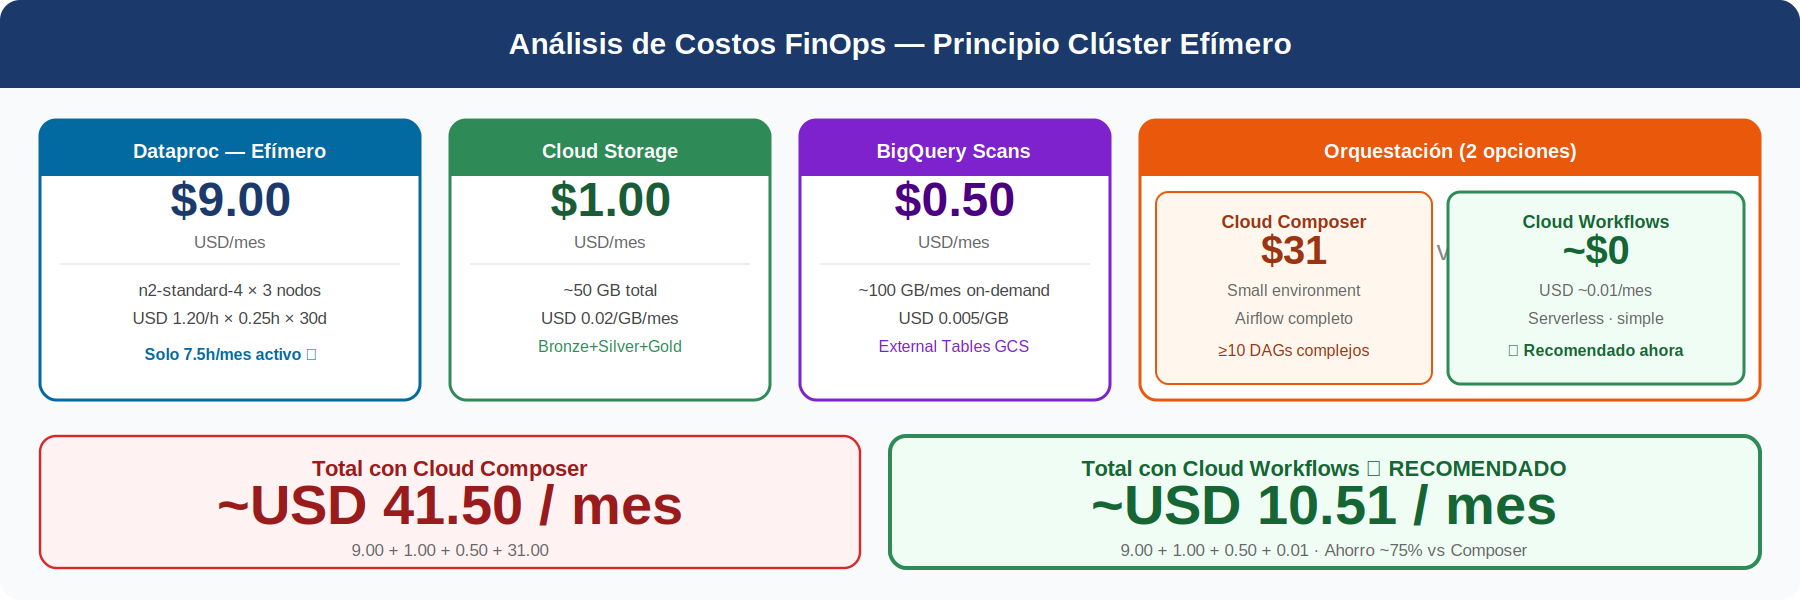 Análisis de Costos FinOps — Principio Clúster Efímero
Dataproc — Efímero
$9.00
USD/mes
n2-standard-4 × 3 nodos
USD 1.20/h × 0.25h × 30d
Solo 7.5h/mes activo
Cloud Storage
$1.00
USD/mes
~50 GB total
USD 0.02/GB/mes
Bronze+Silver+Gold
BigQuery Scans
$0.50
USD/mes
~100 GB/mes on-demand
USD 0.005/GB
External Tables GCS
Orquestación (2 opciones)
Cloud Composer
$31
Small environment
Airflow completo
≥10 DAGs complejos
Cloud Workflows
~$0
USD ~0.01/mes
Serverless · simple
Recomendado ahora
Total con Cloud Composer
~USD 41.50 / mes
9.00 + 1.00 + 0.50 + 31.00
Total con Cloud Workflows RECOMENDADO
~USD 10.51 / mes
9.00 + 1.00 + 0.50 + 0.01 · Ahorro ~75% vs Composer